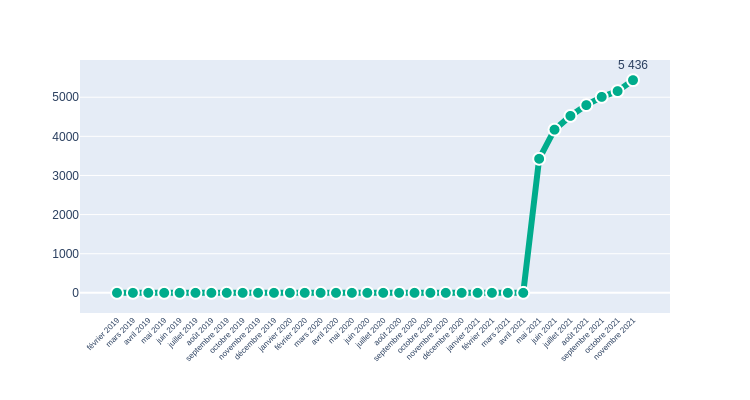 5 436
5000
4000
3000
2000
1000
0
février 2019
mars 2019
avril 2019
mai 2019
juin 2019
juillet 2019
août 2019
septembre 2019
octobre 2019
novembre 2019
décembre 2019
janvier 2020
février 2020
mars 2020
avril 2020
mai 2020
juin 2020
juillet 2020
août 2020
septembre 2020
octobre 2020
novembre 2020
décembre 2020
janvier 2021
février 2021
mars 2021
avril 2021
mai 2021
juin 2021
juillet 2021
août 2021
septembre 2021
octobre 2021
novembre 2021